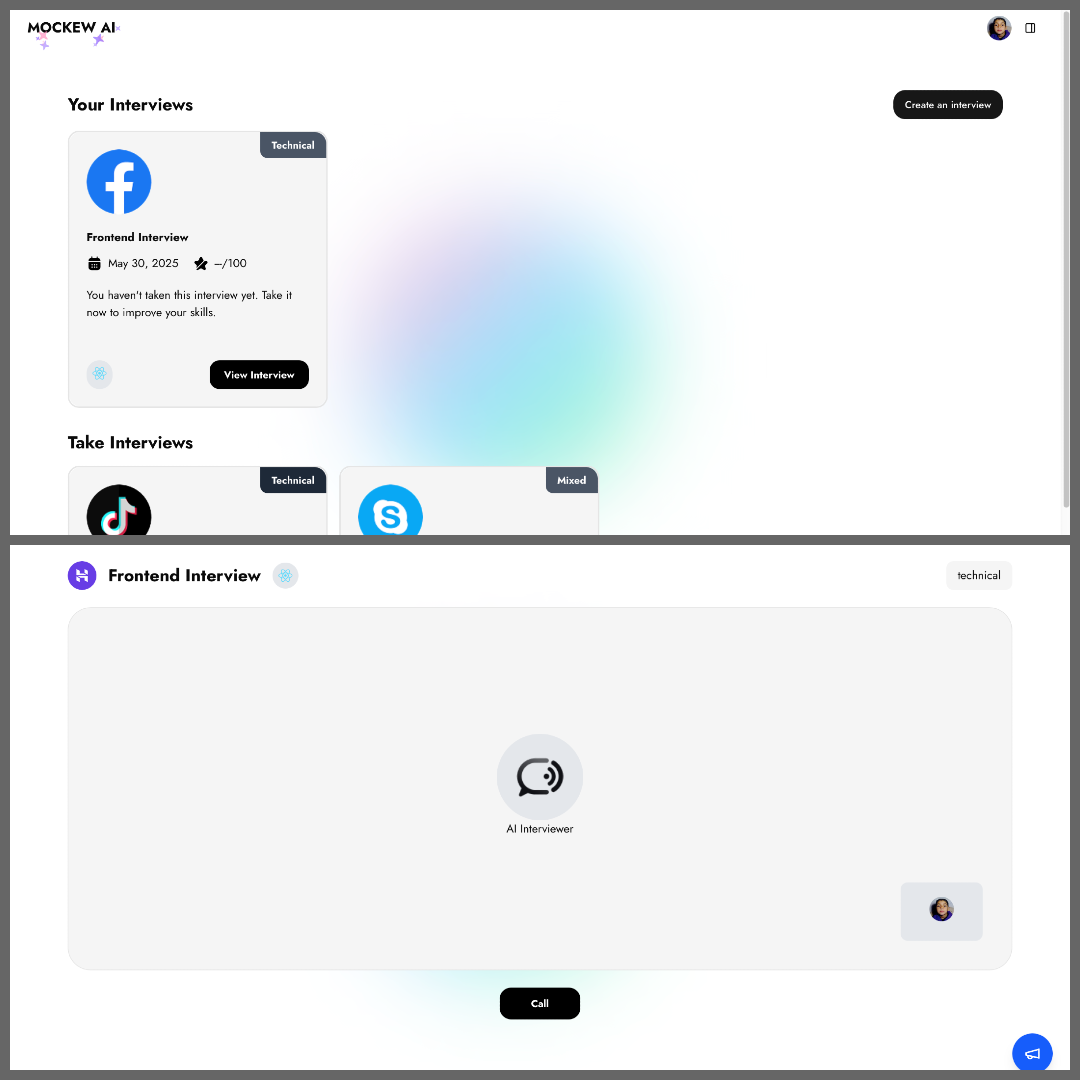 MOCKEW AI
Your Interviews
Create an interview
Technical
Frontend Interview
May 30, 2025 ---/100
You haven't taken this interview yet. Take it
now to improve your skills.
View Interview
Take Interviews
Technical
Mixed
Frontend Interview
technical
AI Interviewer
Call